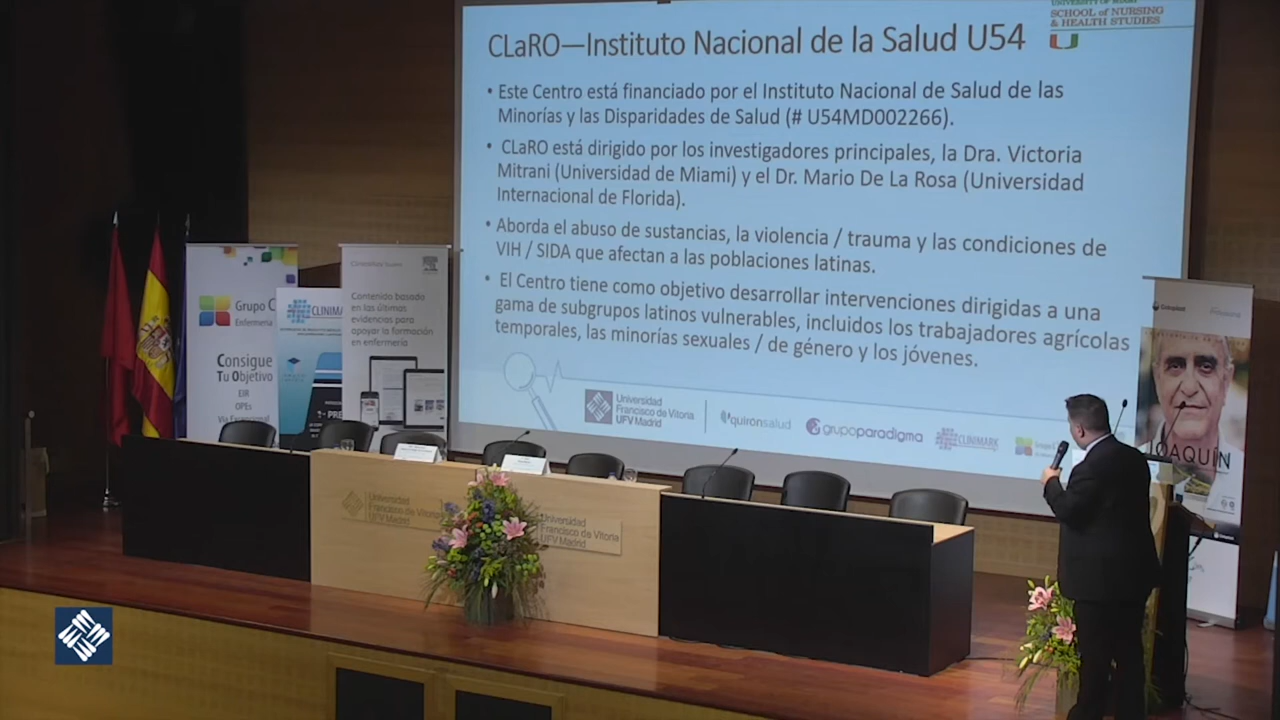 UNIVERSITY OF MIAMI
SCHOOL of NURSING
& HEALTH STUDIES
CLaRO—Instituto Nacional de la Salud U54
• Este Centro está financiado por el Instituto Nacional de Salud de las
Minorías y las Disparidades de Salud (# U54MD002266).
• CLaRO está dirigido por los investigadores principales, la Dra. Victoria
Mitrani (Universidad de Miami) y el Dr. Mario De La Rosa (Universidad
Internacional de Florida).
• Aborda el abuso de sustancias, la violencia / trauma y las condiciones de
VIH / SIDA que afectan a las poblaciones latinas.
• El Centro tiene como objetivo desarrollar intervenciones dirigidas a una
gama de subgrupos latinos vulnerables, incluidos los trabajadores agrícolas
temporales, las minorías sexuales / de género y los jóvenes.
Universidad
Francisco de Vitoria
UFV Madrid
quironsalud
grupoparadigma
CLINIMARK
Grupo C
Enfermería
Consigue
Tu Objetivo
EIR
OPEs
Vía Excepcional
CLINIMA
Contenido basado
en las últimas
evidencias para
apoyar la formación
en enfermería
JOAQUÍN
Universidad
Francisco de Vitoria
UFV Madrid
Universidad
Francisco de Vitoria
UFV Madrid